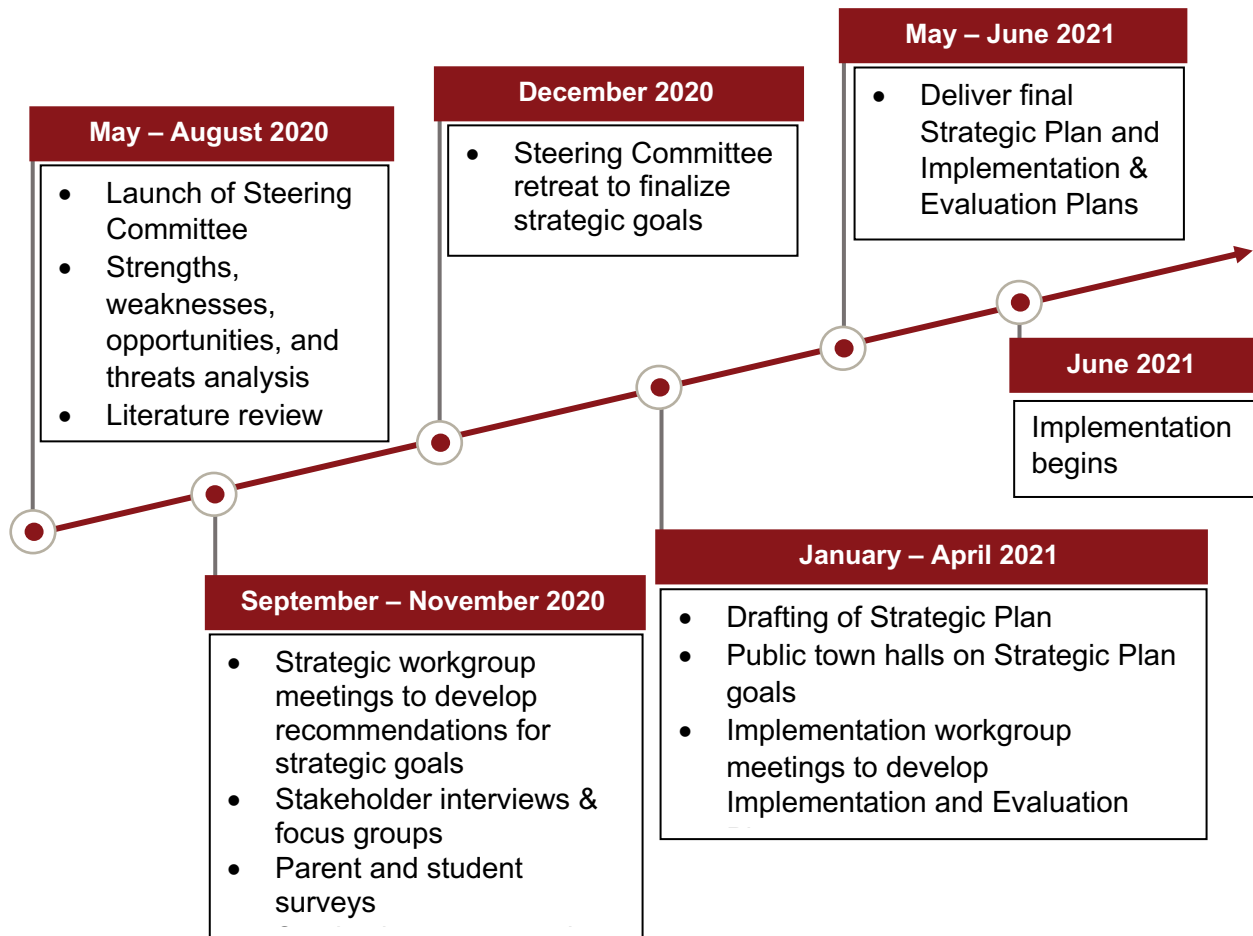 May – August 2020
• Launch of Steering
Committee
• Strengths,
weaknesses,
opportunities, and
threats analysis
• Literature review
September – November 2020
• Strategic workgroup
meetings to develop
recommendations for
strategic goals
• Stakeholder interviews &
focus groups
• Parent and student
surveys
December 2020
• Steering Committee
retreat to finalize
strategic goals
January – April 2021
• Drafting of Strategic Plan
• Public town halls on Strategic Plan
goals
• Implementation workgroup
meetings to develop
Implementation and Evaluation
May – June 2021
• Deliver final
Strategic Plan and
Implementation &
Evaluation Plans
June 2021
Implementation
begins